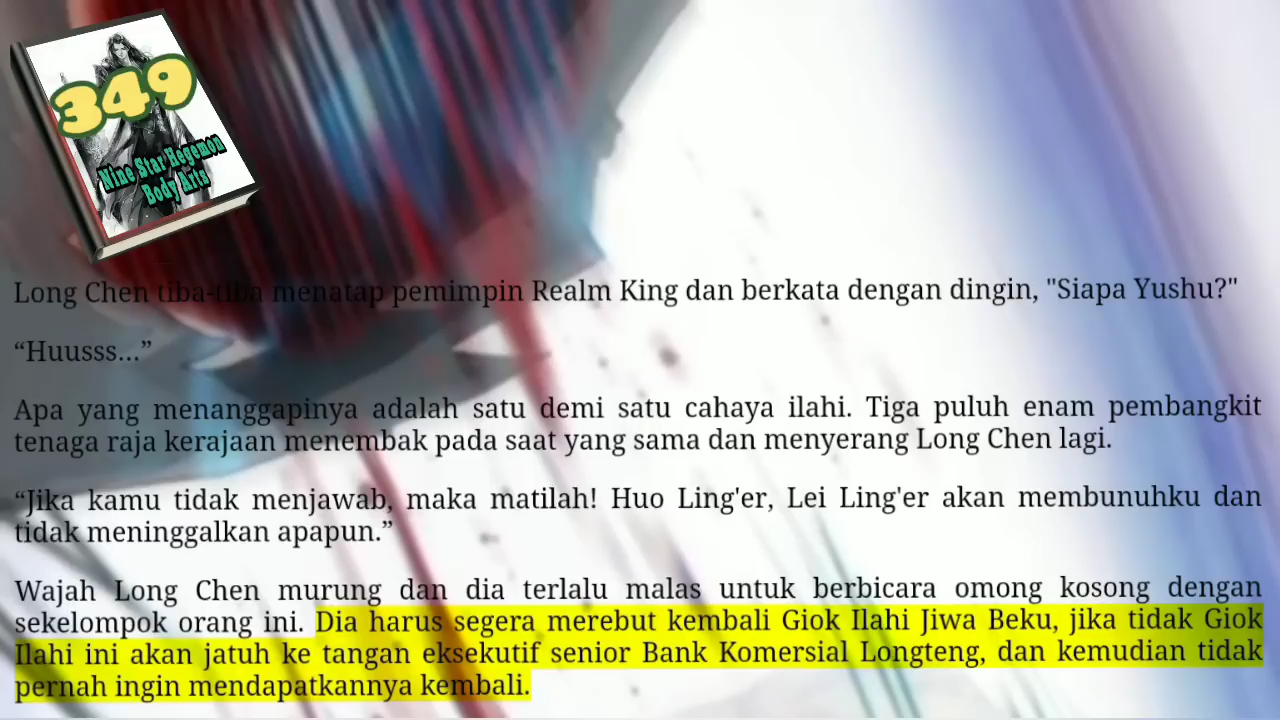 349
Nine Star Hegemon
Body Arts
Long Chen tiba-tiba menatap pemimpin Realm King dan berkata dengan dingin, "Siapa Yushu?"
“Huusss...”
Apa yang menanggapinya adalah satu demi satu cahaya ilahi. Tiga puluh enam pembangkit
tenaga raja kerajaan menembak pada saat yang sama dan menyerang Long Chen lagi.
“Jika kamu tidak menjawab, maka matilah! Huo Ling'er, Lei Ling'er akan membunuhku dan
tidak meninggalkan apapun.”
Wajah Long Chen murung dan dia terlalu malas untuk berbicara omong kosong dengan
sekelompok orang ini. Dia harus segera merebut kembali Giok Ilahi Jiwa Beku, jika tidak Giok
Ilahi ini akan jatuh ke tangan eksekutif senior Bank Komersial Longteng, dan kemudian tidak
pernah ingin mendapatkannya kembali.